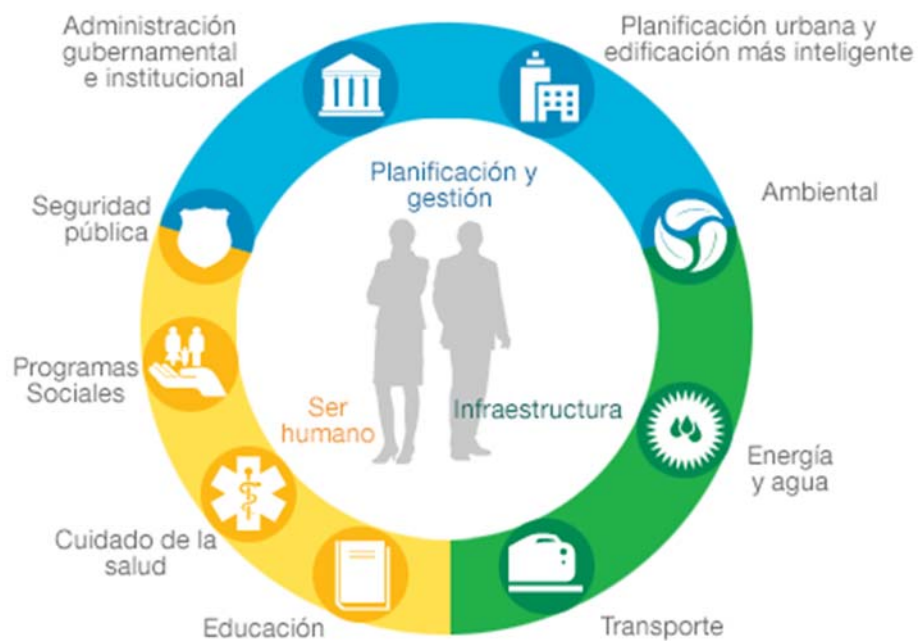 Administración
gubernamental
e institucional
Planificación urbana y
edificación más inteligente
Planificación y
gestión
Seguridad
pública
Ambiental
Programas
Sociales
Ser
humano
Infraestructura
Energía
y agua
Cuidado de la
salud
Educación
Transporte